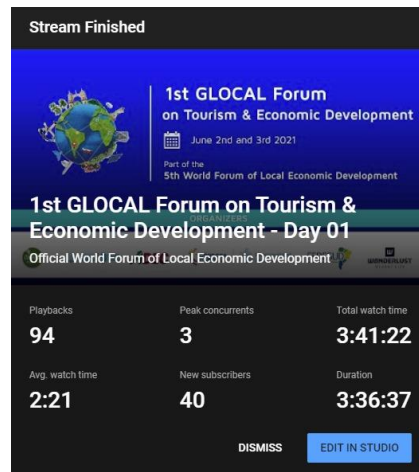 Stream Finished
1st GLOCAL Forum
on Tourism & Economic Development
June 2nd and 3rd 2021
Part of the
5th World Forum of Local Economic Development
ORGANIZERS
1st GLOCAL Forum on Tourism &
Economic Development - Day 01
Official World Forum of Local Economic Development
WANDERLUST
Playbacks
94
Peak concurrents
3
Total watch time
3:41:22
Avg. watch time
2:21
New subscribers
40
Duration
3:36:37
DISMISS
EDIT IN STUDIO